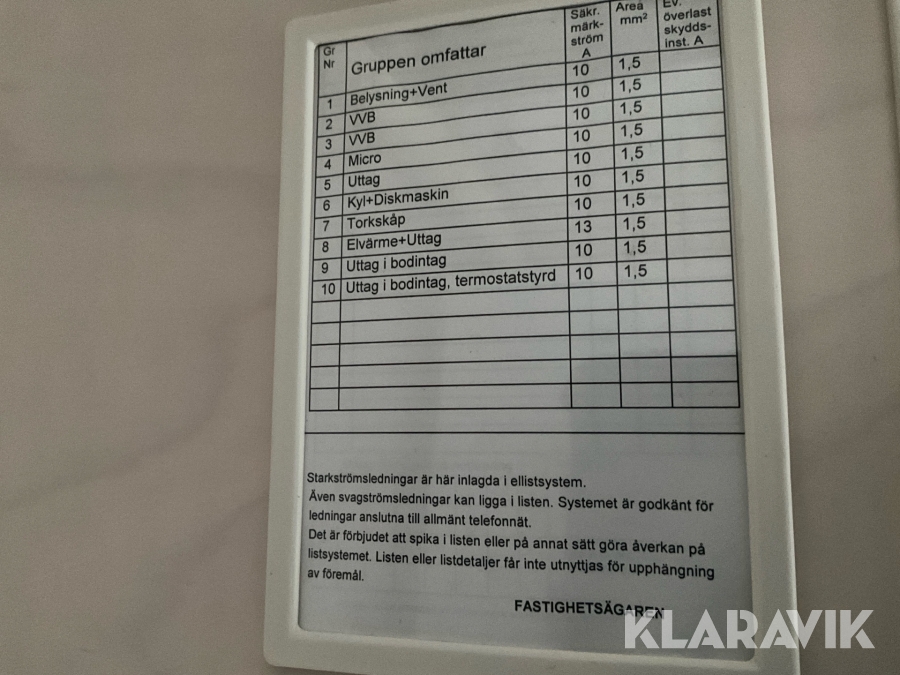 Gr Nr Gruppen omfattar Säkr. märk- ström A Area mm² Ev. överlast skydds- inst. A
1 Belysning+Vent 10 1,5
2 VVB 10 1,5
3 VVB 10 1,5
4 Micro 10 1,5
5 Uttag 10 1,5
6 Kyl+Diskmaskin 10 1,5
7 Torkskåp 10 1,5
8 Elvärme+Uttag 13 1,5
9 Uttag i bodintag 10 1,5
10 Uttag i bodintag, termostatstyrd 10 1,5
Starkströmsledningar är här inlagda i ellistsystem.
Även svagströmsledningar kan ligga i listen. Systemet är godkänt för
ledningar anslutna till allmänt telefonnät.
Det är förbjudet att spika i listen eller på annat sätt göra åverkan på
listsystemet. Listen eller listdetaljer får inte utnyttjas för upphängning
av föremål.
FASTIGHETSÄGAREN
KLARAVIK